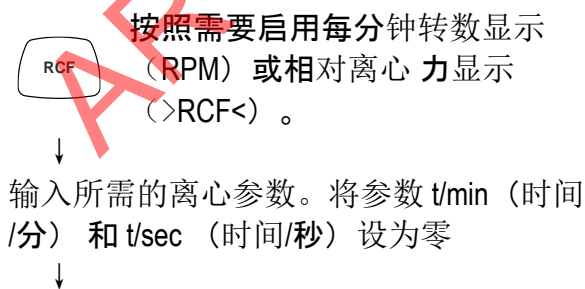 按照需要启用每分钟转数显示
RCF
（RPM）或相对离心 力显示
（>RCF<）。
↓
输入所需的离心参数。将参数 t/min（时间
/分） 和 t/sec （时间/秒）设为零
↓
AR